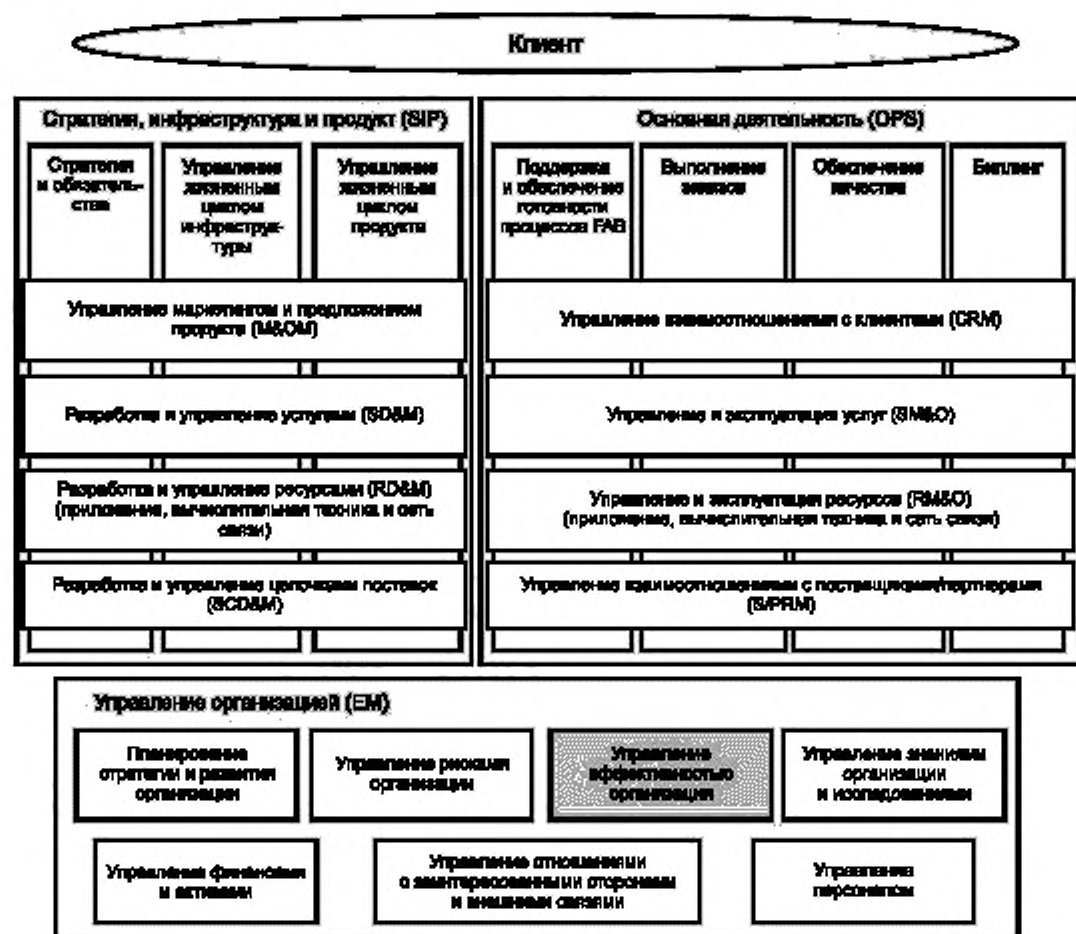 Клиент
Стратегия, инфраструктура и продукт (SIP)
Стратегия
и обязатель-
ства
Управление
жизненным
циклом
инфраструк-
туры
Управление
жизненным
циклом
продукта
Управление маркетингом и предложением
продукта (M&OM)
Разработка и управление услугами (SD&M)
Разработка и управление ресурсами (RD&M)
(приложение, вычислительная техника и сеть
связи)
Разработка и управление цепочками поставок
(SCD&M)
Основная деятельность (OPS)
Поддержка
и обеспечение
готовности
процессов FAB
Выполнение
заказов
Обеспечение
качества
Биллинг
Управление взаимоотношениями с клиентами (CRM)
Управление и эксплуатация услуг (SM&O)
Управление и эксплуатация ресурсов (RM&O)
(приложение, вычислительная техника и сеть связи)
Управление взаимоотношениями с поставщиками/партнерами
(S/PRM)
Управление организацией (EM)
Планирование
стратегии и развития
организации
Управление рисками
организации
Управление
эффективностью
организации
Управление знаниями
организации
и исследованиями
Управление финансами
и активами
Управление отношениями
с заинтересованными сторонами
и внешними связями
Управление
персоналом